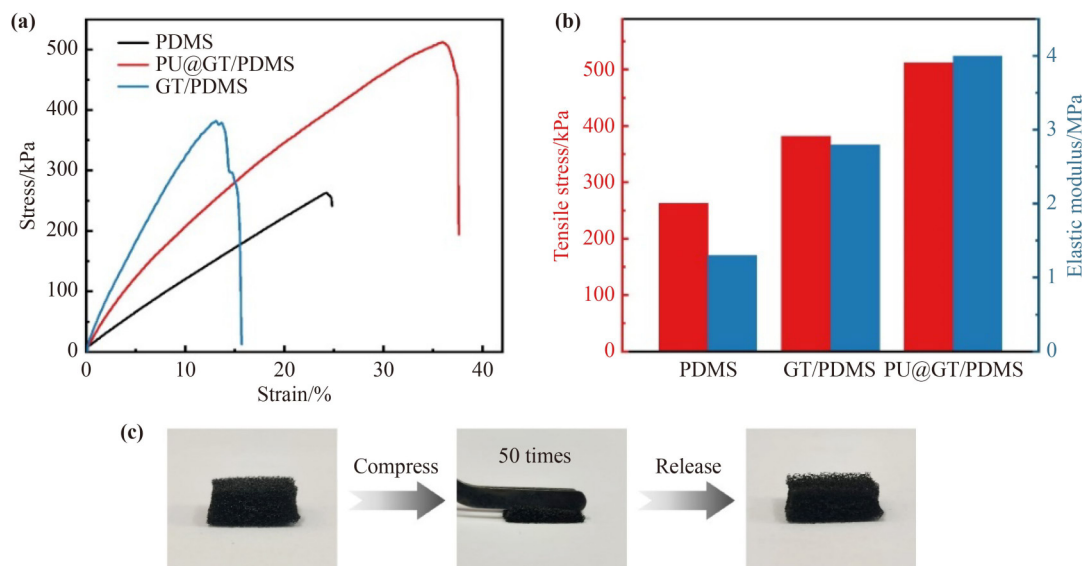 (a)
PDMS
PU@GT/PDMS
GT/PDMS
500
400
300
200
100
0
0 10 20 30 40
Stress/kPa
Strain/%
(b)
500
400
300
200
100
0
Tensile stress/kPa
4
3
2
1
0
Elastic modulus/MPa
PDMS GT/PDMS PU@GT/PDMS
(c)
Compress
50 times
Release